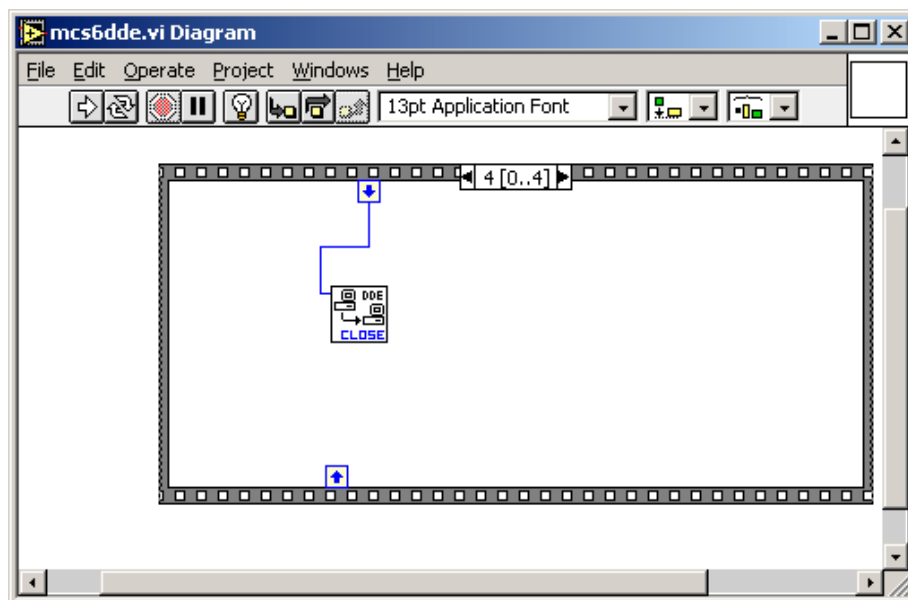 mcs6dde.vi Diagram
File Edit Operate Project Windows Help
13pt Application Font
4 [0..4]
DDE
CLOSE